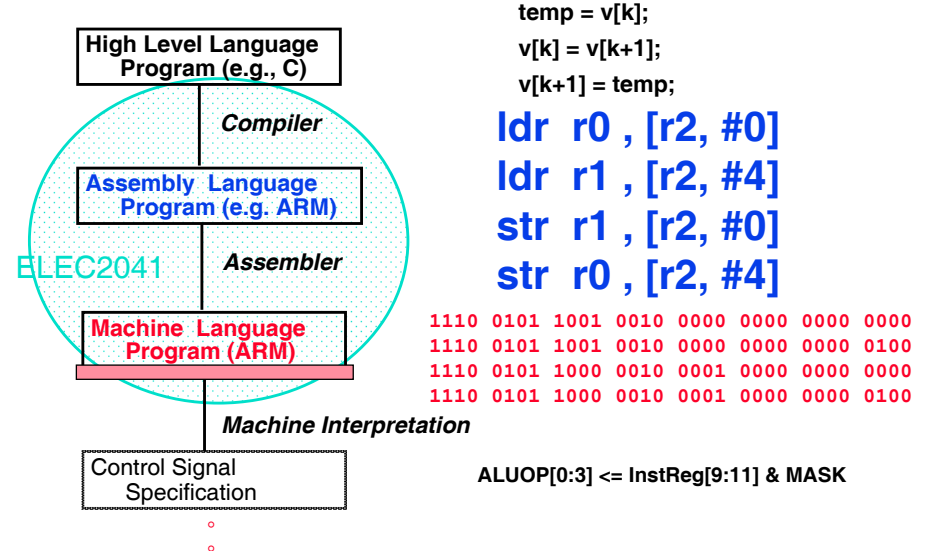 High Level Language
Program (e.g., C)
Compiler
Assembly Language
Program (e.g. ARM)
ELEC2041
Assembler
Machine Language
Program (ARM)
Machine Interpretation
Control Signal
Specification
temp = v[k];
v[k] = v[k+1];
v[k+1] = temp;
ldr r0 , [r2, #0]
ldr r1 , [r2, #4]
str r1 , [r2, #0]
str r0 , [r2, #4]
1110 0101 1001 0010 0000 0000 0000 0000
1110 0101 1001 0010 0000 0000 0000 0100
1110 0101 1000 0010 0001 0000 0000 0000
1110 0101 1000 0010 0001 0000 0000 0100
ALUOP[0:3] <= InstReg[9:11] & MASK